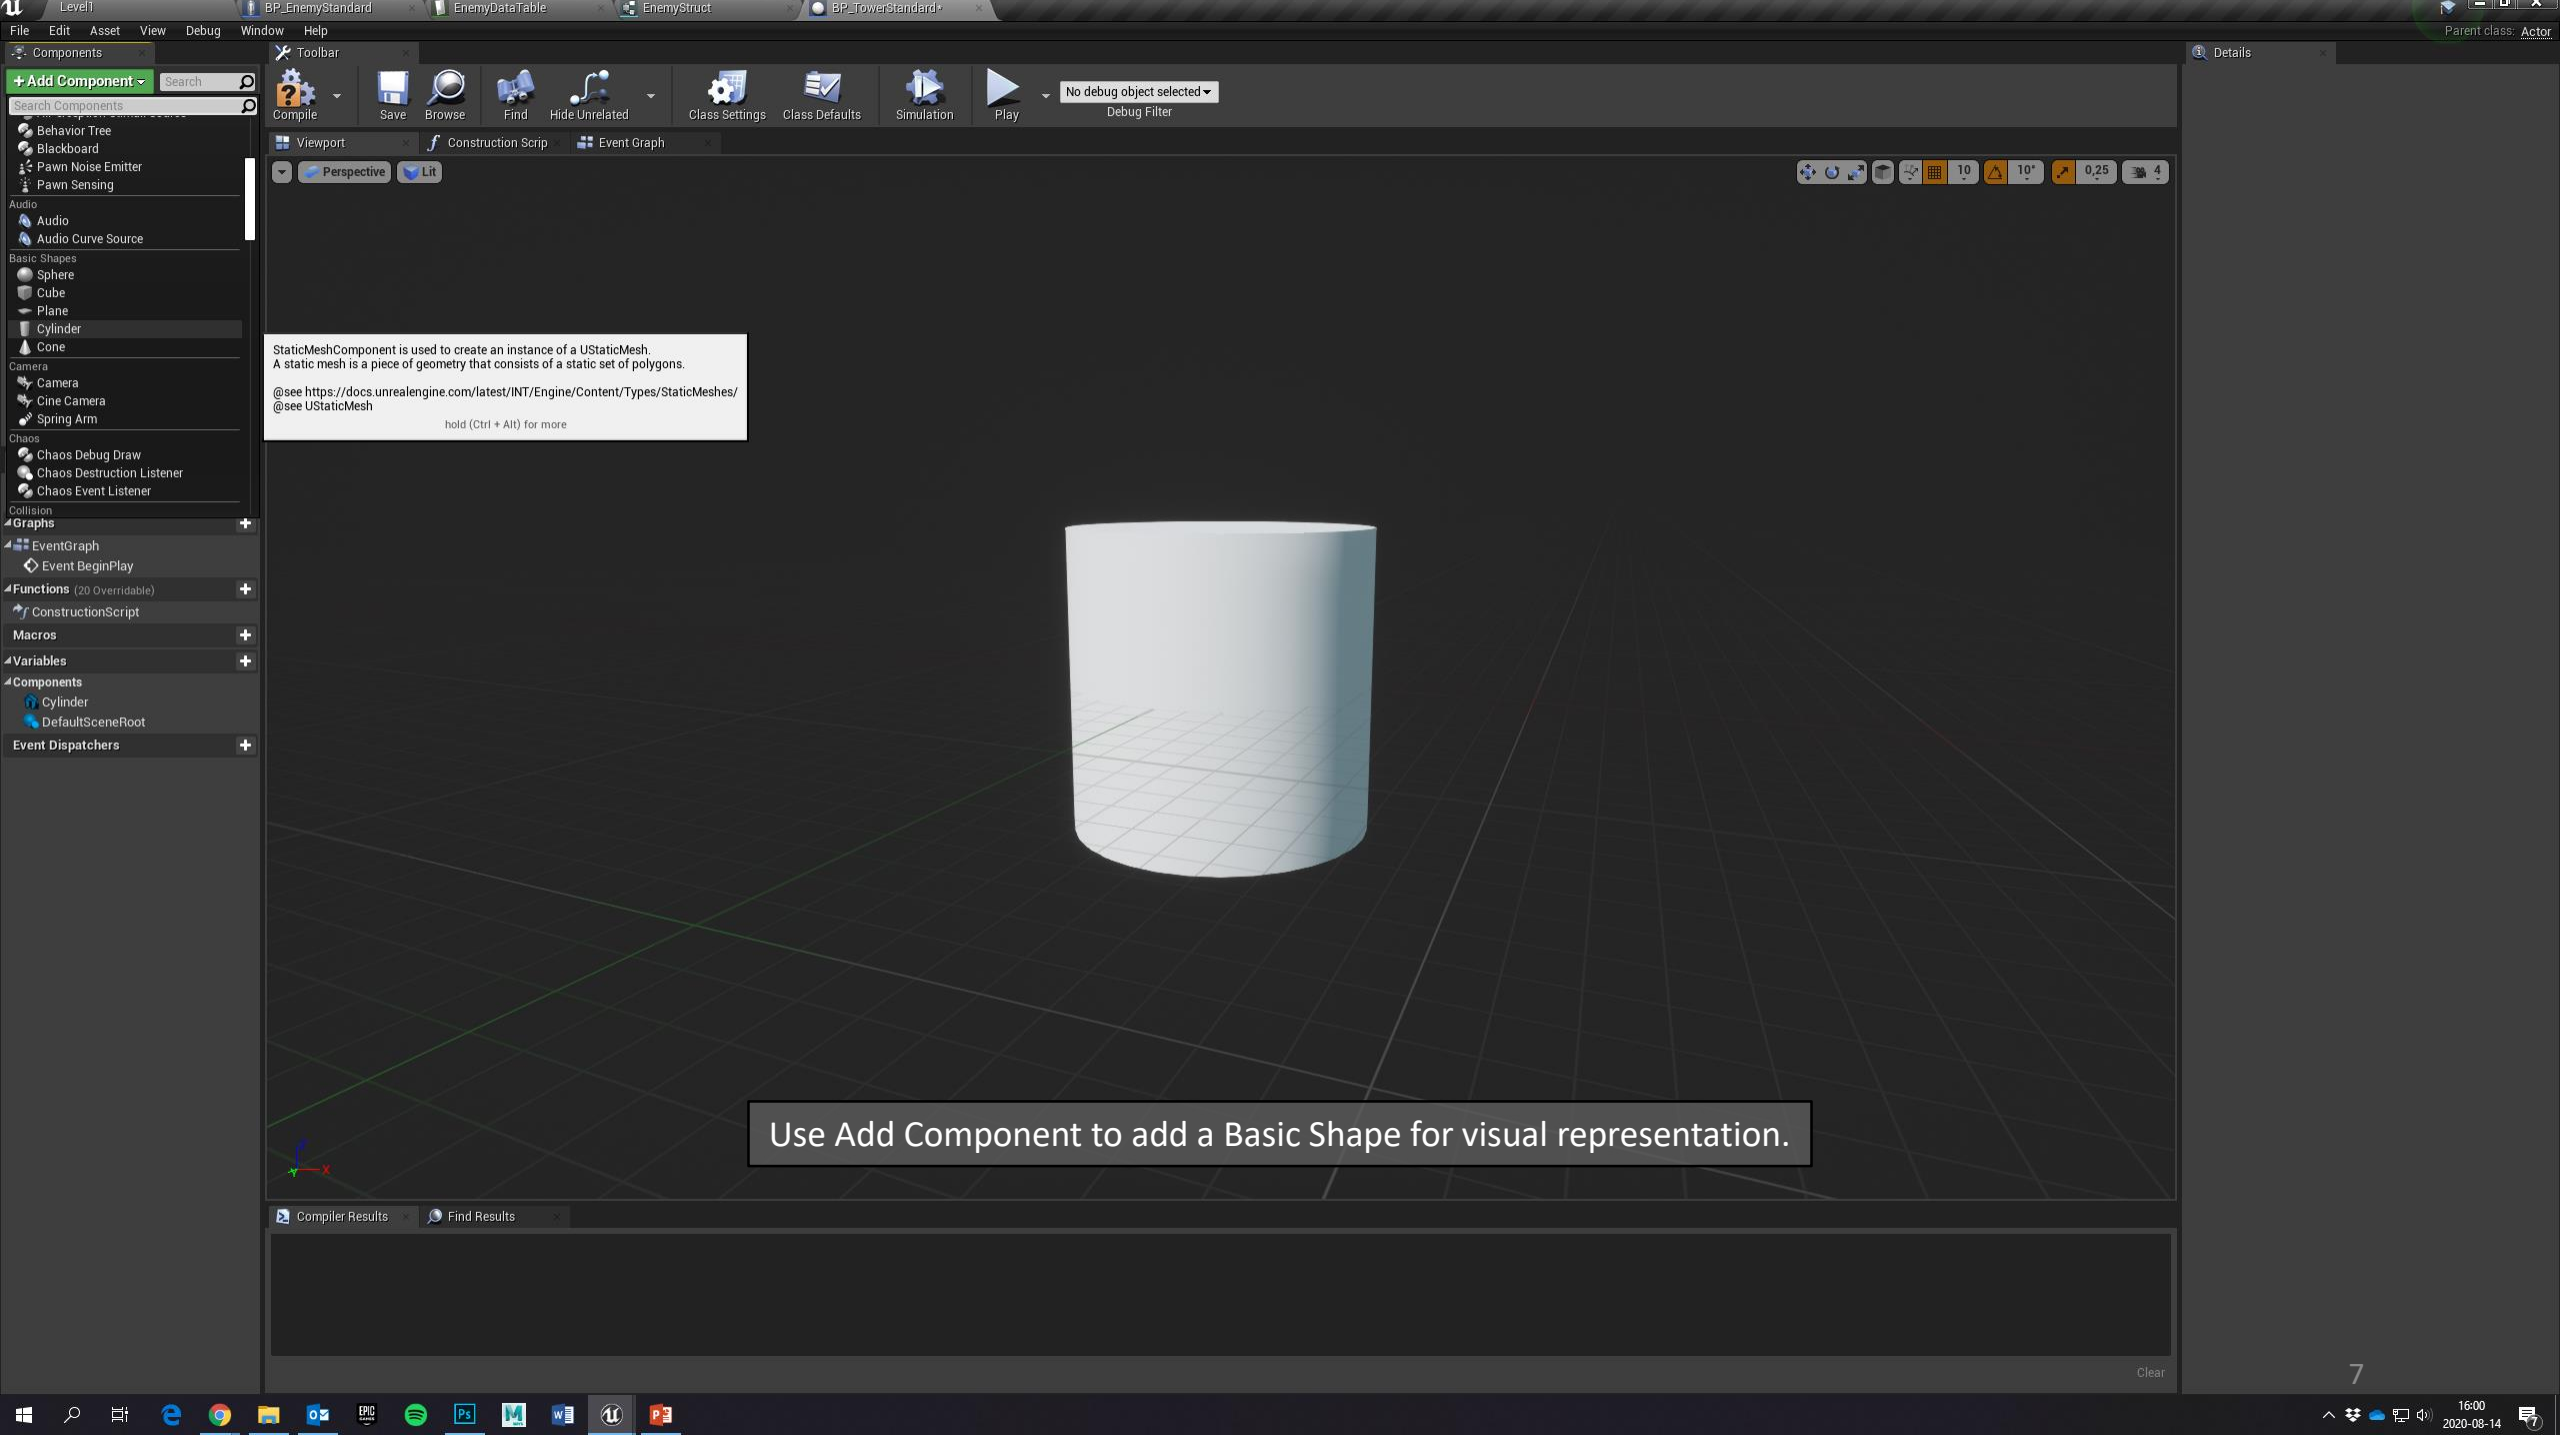 Level1
BP_EnemyStandard
EnemyDataTable
EnemyStruct
BP_TowerStandard*
File Edit Asset View Debug Window Help
Parent class: Actor
Components
Toolbar
Details
+Add Component
Search
Search Components
Behavior Tree
Blackboard
Pawn Noise Emitter
Pawn Sensing
Audio
Audio
Audio Curve Source
Basic Shapes
Sphere
Cube
Plane
Cylinder
Cone
Camera
Camera
Cine Camera
Spring Arm
Chaos
Chaos Debug Draw
Chaos Destruction Listener
Chaos Event Listener
Collision
Graphs
EventGraph
Event BeginPlay
Functions (20 Overridable)
ConstructionScript
Macros
Variables
Components
Cylinder
DefaultSceneRoot
Event Dispatchers
Compile
Save
Browse
Find
Hide Unrelated
Class Settings
Class Defaults
Simulation
Play
No debug object selected
Debug Filter
Viewport
Construction Scrip
Event Graph
Perspective
Lit
10
10°
0,25
4
StaticMeshComponent is used to create an instance of a UStaticMesh.
A static mesh is a piece of geometry that consists of a static set of polygons.
@see https://docs.unrealengine.com/latest/INT/Engine/Content/Types/StaticMeshes/
@see UStaticMesh
hold (Ctrl + Alt) for more
Use Add Component to add a Basic Shape for visual representation.
X
Compiler Results
Find Results
Clear
7
EPIC
GAMES
Ps
16:00
2020-08-14
7